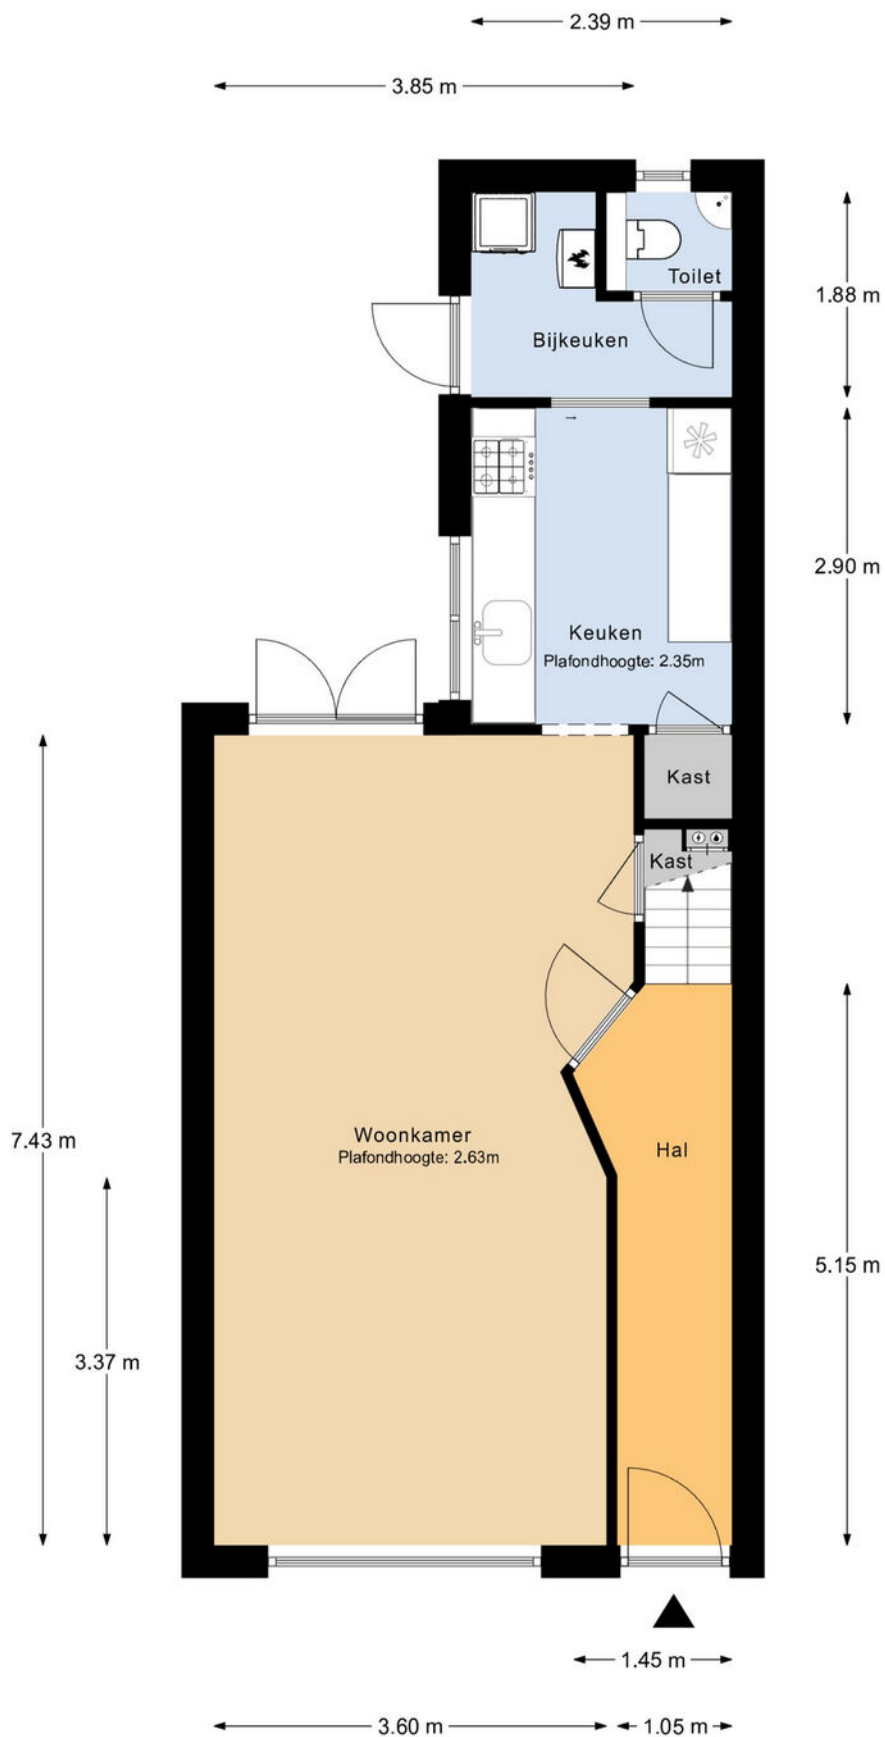 2.39 m
3.85 m
Toilet
1.88 m
Bijkeuken
2.90 m
Keuken
Plafondhoogte: 2.35m
Kast
Kast
7.43 m
Woonkamer
Plafondhoogte: 2.63m
Hal
5.15 m
3.37 m
1.45 m
3.60 m
1.05 m